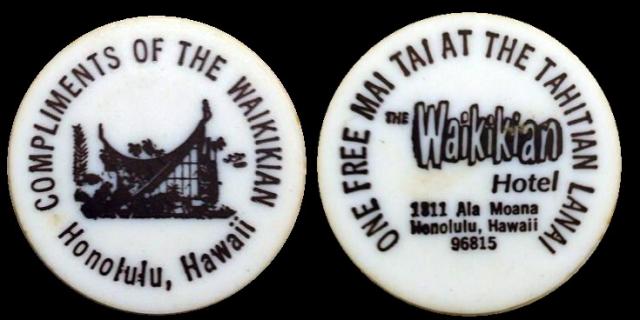 COMPLIMENTS OF THE WAIKIKIAN
Honolulu, Hawaii
ONE FREE MAI TAI AT THE TAHITIAN LANAI
THE
Waikikian
Hotel
1811 Ala Moana
Honolulu, Hawaii
96815